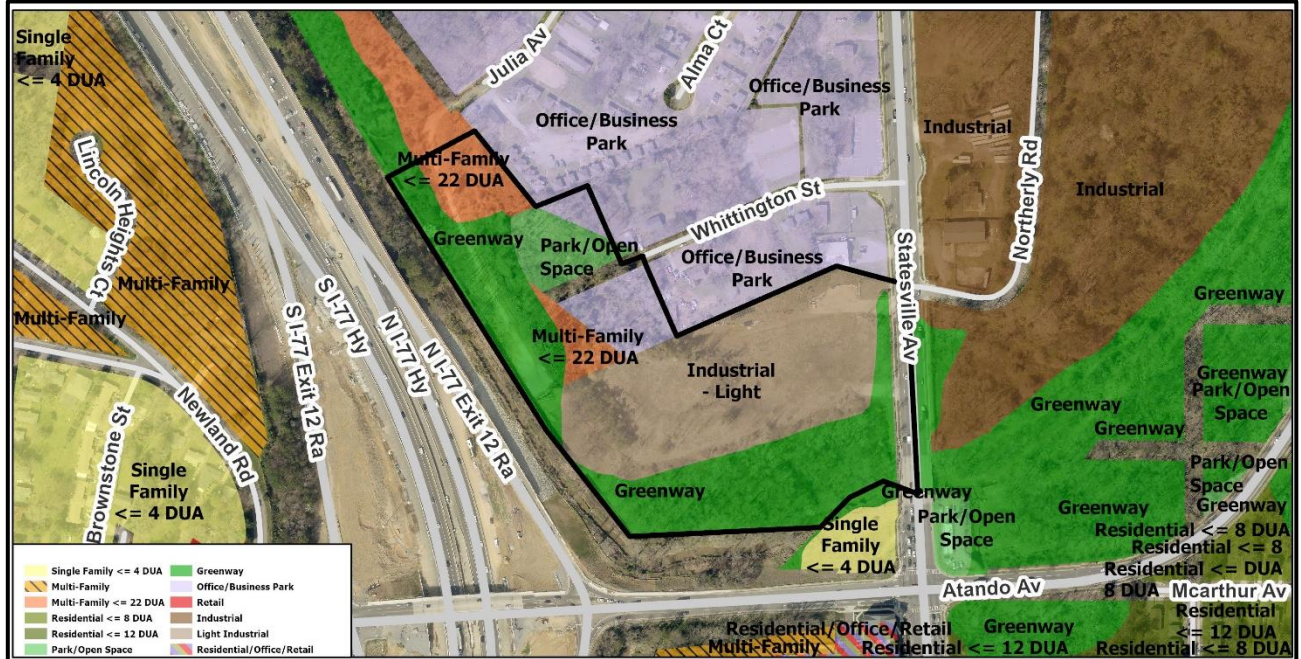 Single
Family
<= 4 DUA
Julia Av
Alma Ct
Office/Business
Park
Office/Business
Park
Industrial
Northerly Rd
Industrial
Multi-Family
<= 22 DUA
Lincoln Heights Ct
Whittington St
Greenway
Park/Open
Space
Office/Business
Park
Statesville Av
Multi-Family
Multi-Family
S I-77 Exit 12 Ra
S I-77 Hy
N I-77 Hy
N I-77 Exit 12 Ra
Multi-Family
<= 22 DUA
Industrial
- Light
Greenway
Greenway
Park/Open
Space
Greenway
Greenway
Newland Rd
Brownstone St
Single
Family
<= 4 DUA
Greenway
Greenway
Park/Open
Space
Park/Open
Space
Greenway
Greenway
Single
Family
<= 4 DUA
Residential <= 8 DUA
Residential <= 8
Residential <= DUA
8 DUA
Atando Av
Mcarthur Av
Residential
<= 12 DUA
Residential <= 8 DUA
Greenway
Residential/Office/Retail
Residential <= 12 DUA
Multi-Family
Single Family <= 4 DUA
Multi-Family
Multi-Family <= 22 DUA
Residential <= 8 DUA
Residential <= 12 DUA
Park/Open Space
Greenway
Office/Business Park
Retail
Industrial
Light Industrial
Residential/Office/Retail